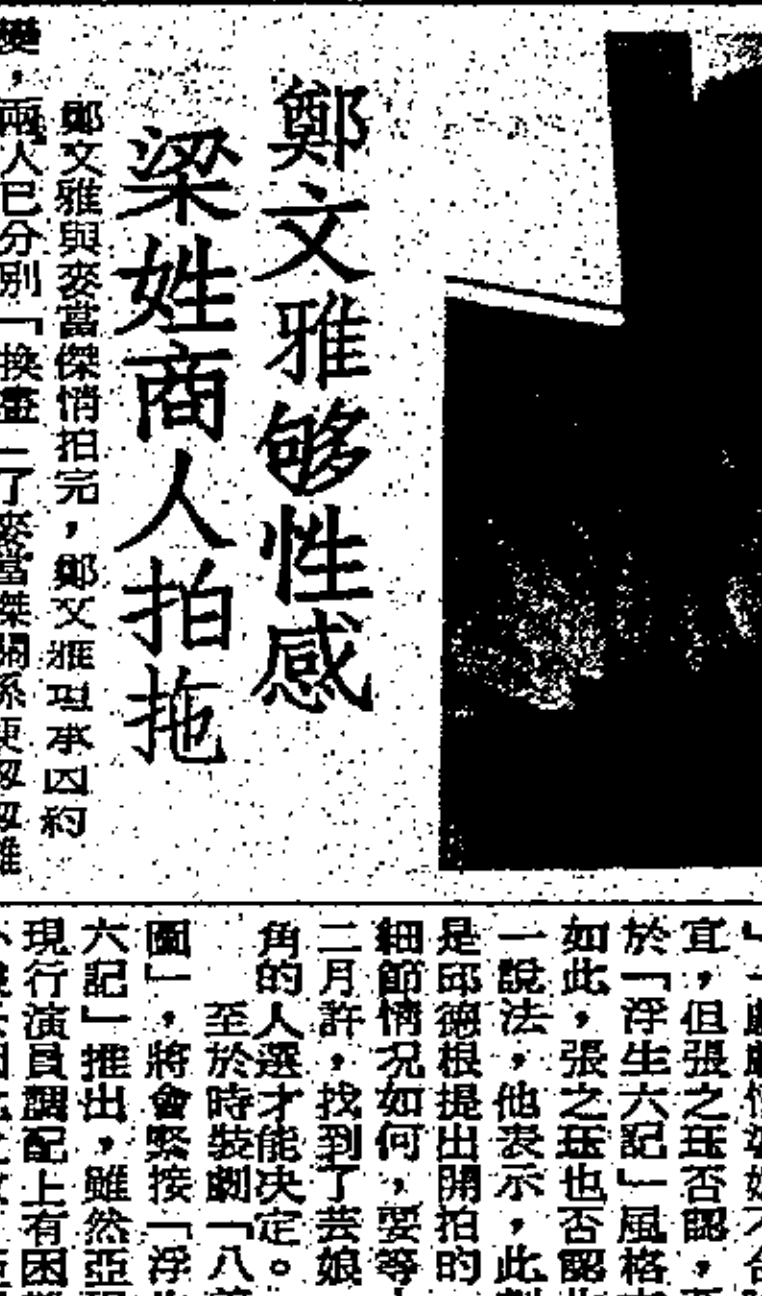 鄭文雅够性感
梁姓商人拍拖
鄭文雅與麥當傑情拍完，鄭文雅坦承因約
變，兩人已分別「換畫」了麥當傑關係更
宜，但張之珏否認，
於「浮生六記」風格
如此，張之珏也否認
一說法，他表示，此劇
是邱德根提出開拍的
細節情况如何，要等
二月許，找到了芸娘
角的人選才能决定。
至於時裝劇「八
圖」，將會緊接「浮
六記」推出，雖然亞
現行演員調配上有困